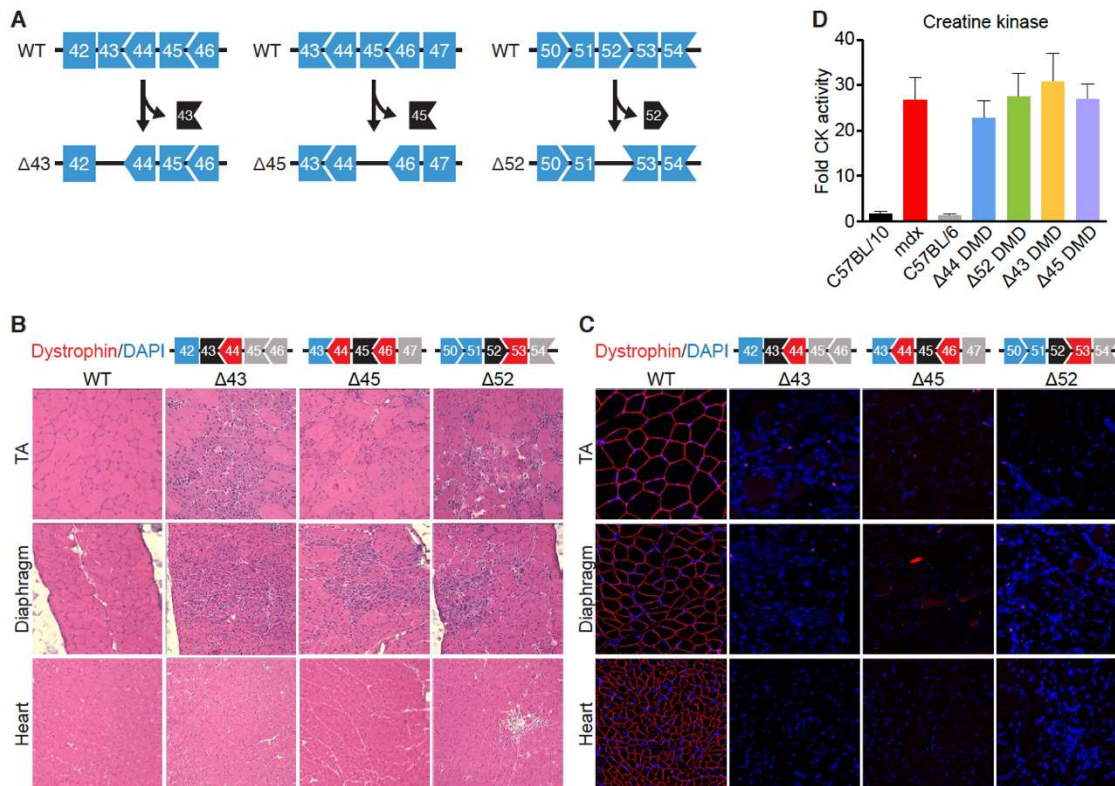 A
WT 42 43 44 45 46
43
Δ43 42 44 45 46
WT 43 44 45 46 47
45
Δ45 43 44 46 47
WT 50 51 52 53 54
52
Δ52 50 51 53 54
D
Creatine kinase
Fold CK activity
40
30
20
10
0
C57BL/10
mdx
C57BL/6
Δ44 DMD
Δ52 DMD
Δ43 DMD
Δ45 DMD
B
Dystrophin/DAPI 42 43 44 45 46 43 44 45 46 47 50 51 52 53 54
WT Δ43 Δ45 Δ52
TA
Diaphragm
Heart
C
Dystrophin/DAPI 42 43 44 45 46 43 44 45 46 47 50 51 52 53 54
WT Δ43 Δ45 Δ52
TA
Diaphragm
Heart